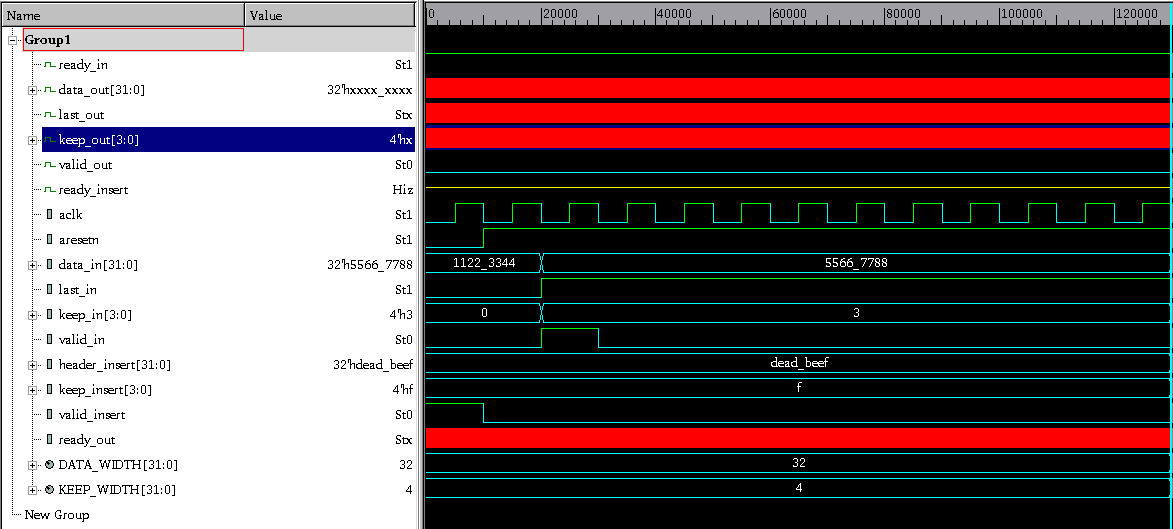 Name Value 0 20000 40000 60000 80000 100000 120000
Group1
ready_in St1
data_out[31:0] 32'hxxxx_xxxx
last_out Stx
keep_out[3:0] 4'hx
valid_out St0
ready_insert Hiz
aclk St1
aresetn St1
data_in[31:0] 32'h5566_7788 1122_3344 5566_7788
last_in St1
keep_in[3:0] 4'h3 0 3
valid_in St0
header_insert[31:0] 32'hdead_beef dead_beef
keep_insert[3:0] 4'hf f
valid_insert St0
ready_out Stx
DATA_WIDTH[31:0] 32 32
KEEP_WIDTH[31:0] 4 4
New Group